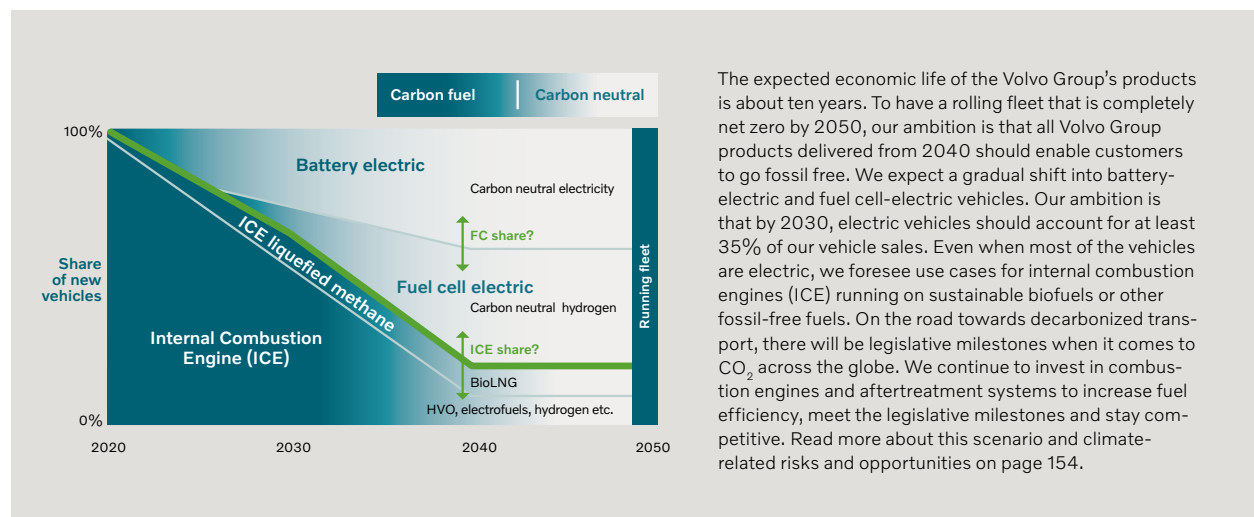 Carbon fuel
Carbon neutral
100%
Battery electric
Carbon neutral electricity
FC share?
ICE liquefied methane
Share
of new
vehicles
Fuel cell electric
Carbon neutral hydrogen
Running fleet
Internal Combustion
Engine (ICE)
ICE share?
BioLNG
HVO, electrofuels, hydrogen etc.
0%
2020
2030
2040
2050
The expected economic life of the Volvo Group's products
is about ten years. To have a rolling fleet that is completely
net zero by 2050, our ambition is that all Volvo Group
products delivered from 2040 should enable customers
to go fossil free. We expect a gradual shift into battery-
electric and fuel cell-electric vehicles. Our ambition is
that by 2030, electric vehicles should account for at least
35% of our vehicle sales. Even when most of the vehicles
are electric, we foresee use cases for internal combustion
engines (ICE) running on sustainable biofuels or other
fossil-free fuels. On the road towards decarbonized trans-
port, there will be legislative milestones when it comes to
CO₂ across the globe. We continue to invest in combus-
tion engines and aftertreatment systems to increase fuel
efficiency, meet the legislative milestones and stay com-
petitive. Read more about this scenario and climate-
related risks and opportunities on page 154.